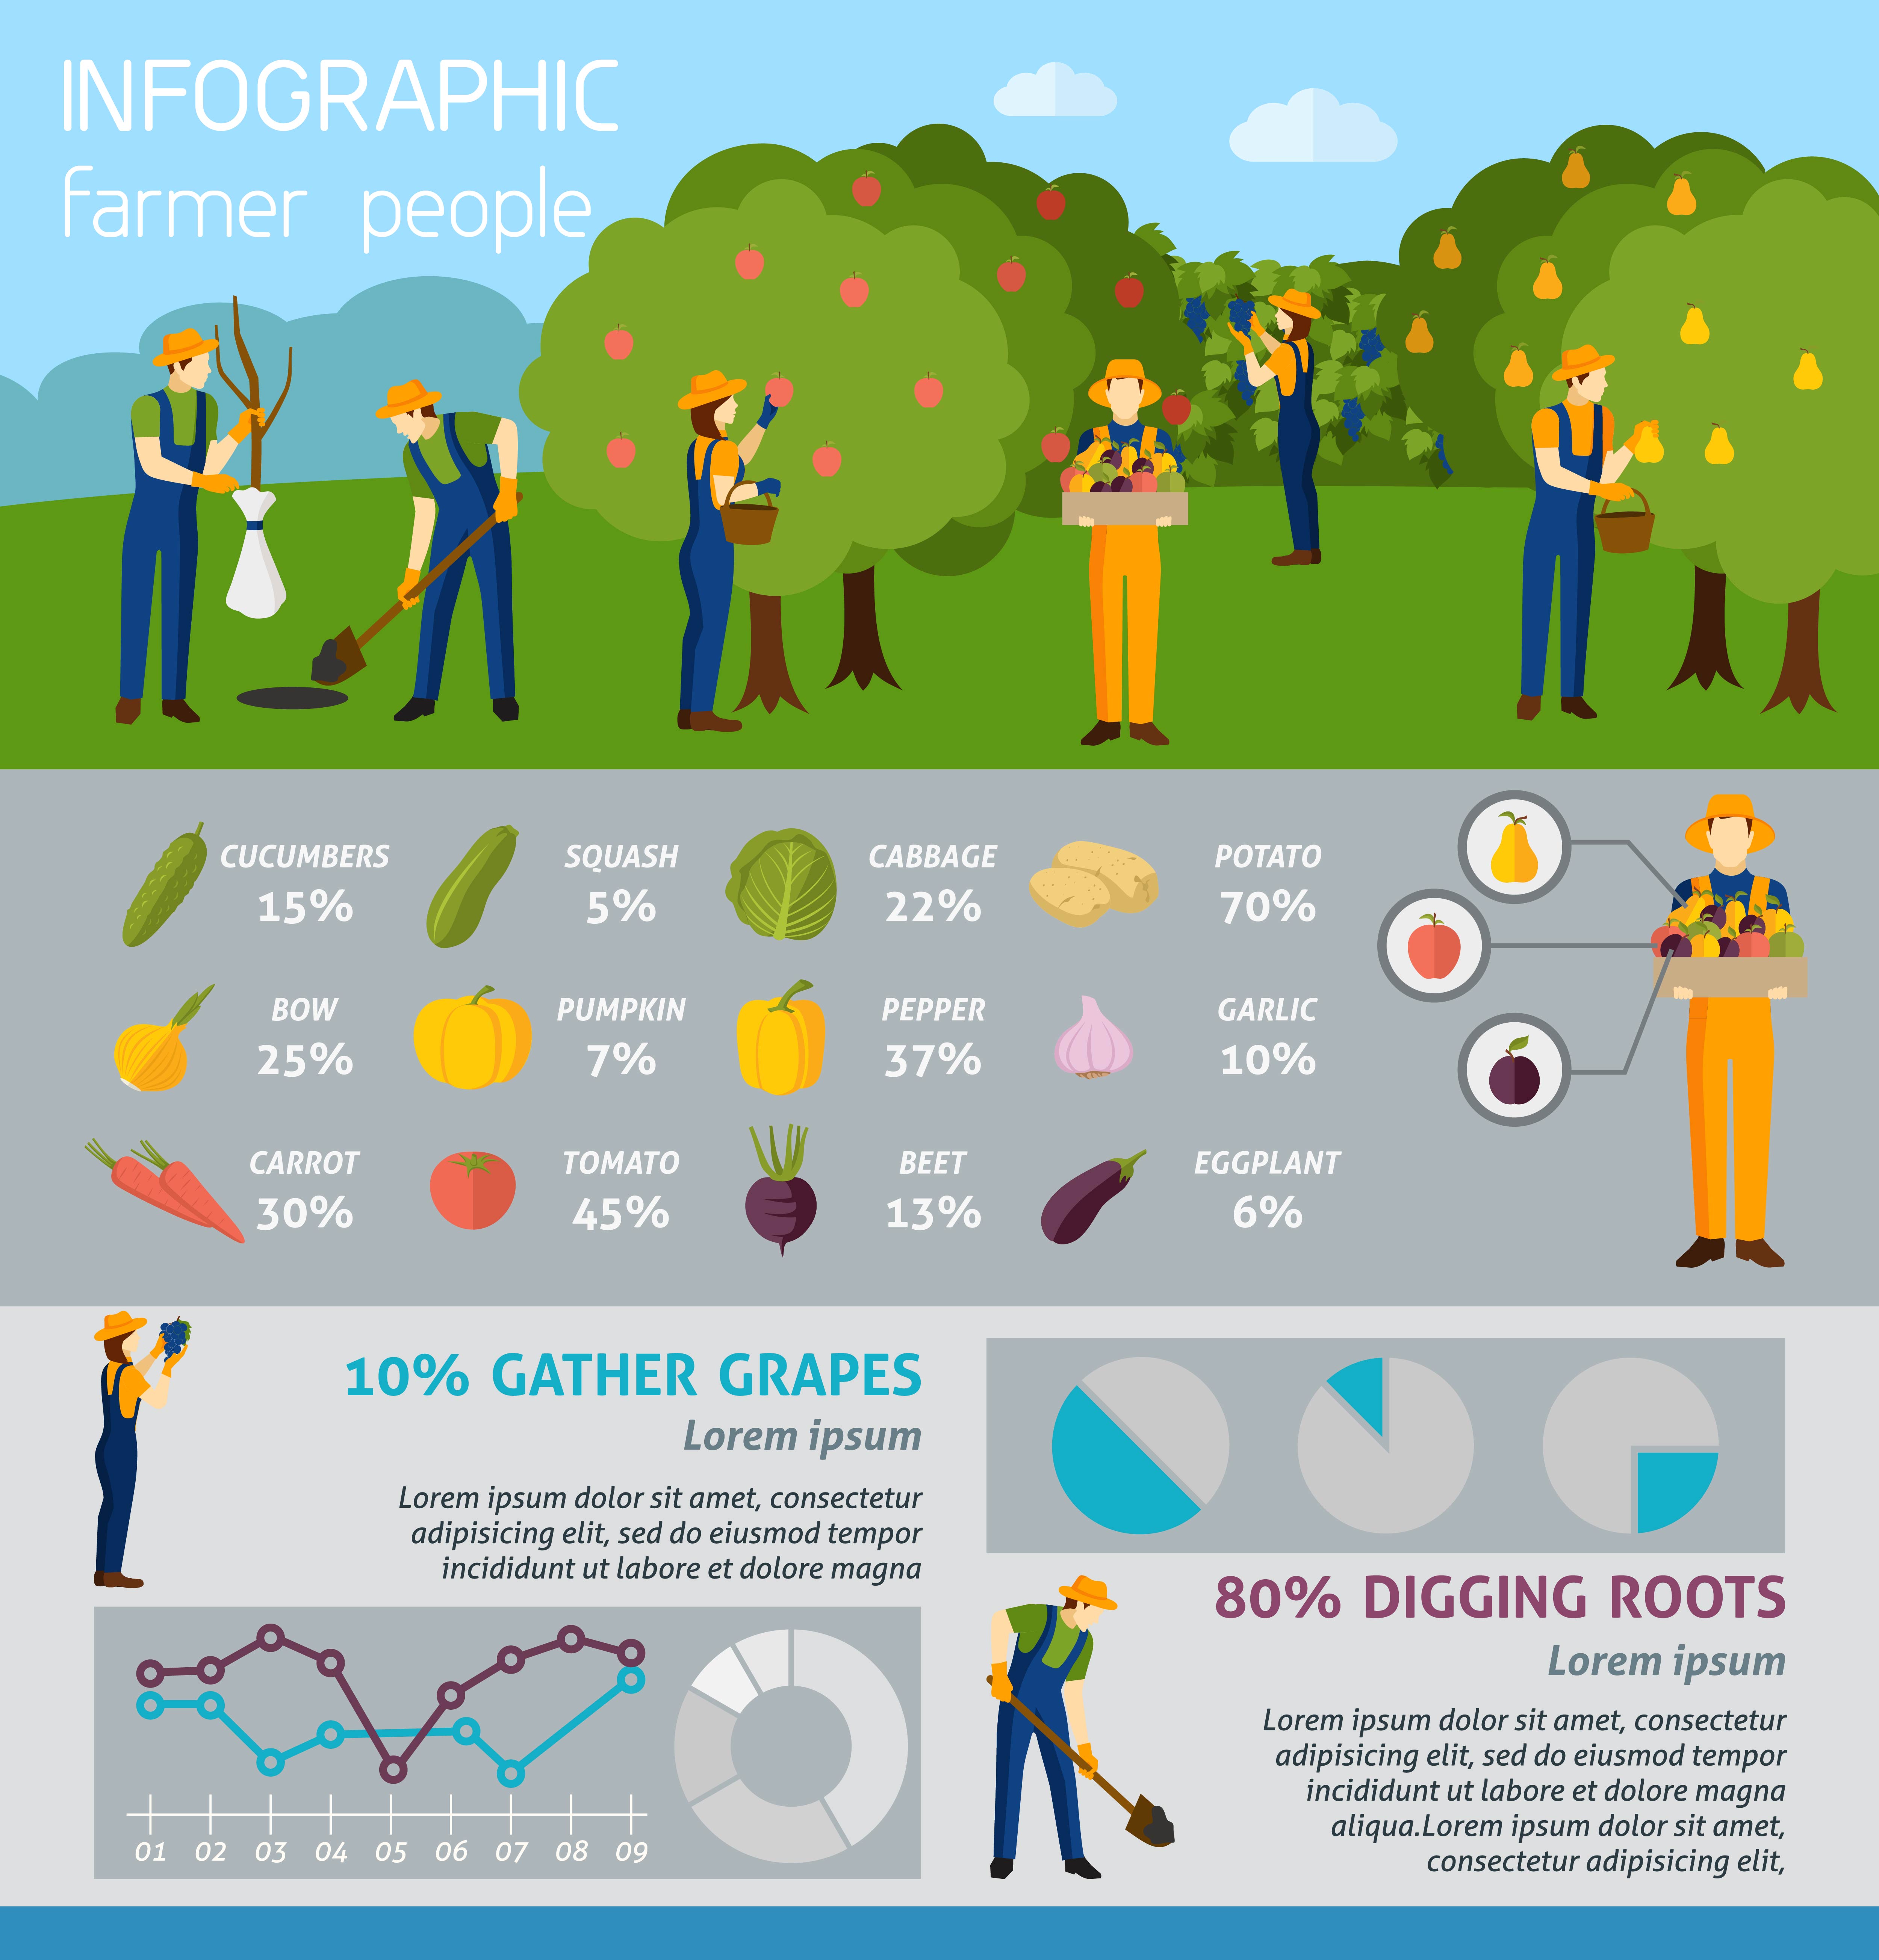 INFOGRAPHIC
farmer people
CUCUMBERS
15%
SQUASH
5%
CABBAGE
22%
POTATO
70%
BOW
25%
PUMPKIN
7%
PEPPER
37%
GARLIC
10%
CARROT
30%
TOMATO
45%
BEET
13%
EGGPLANT
6%
10% GATHER GRAPES
Lorem ipsum
Lorem ipsum dolor sit amet, consectetur
adipisicing elit, sed do eiusmod tempor
incididunt ut labore et dolore magna
01 02 03 04 05 06 07 08 09
80% DIGGING ROOTS
Lorem ipsum
Lorem ipsum dolor sit amet, consectetur
adipisicing elit, sed do eiusmod tempor
incididunt ut labore et dolore magna
aliqua.Lorem ipsum dolor sit amet,
consectetur adipisicing elit,